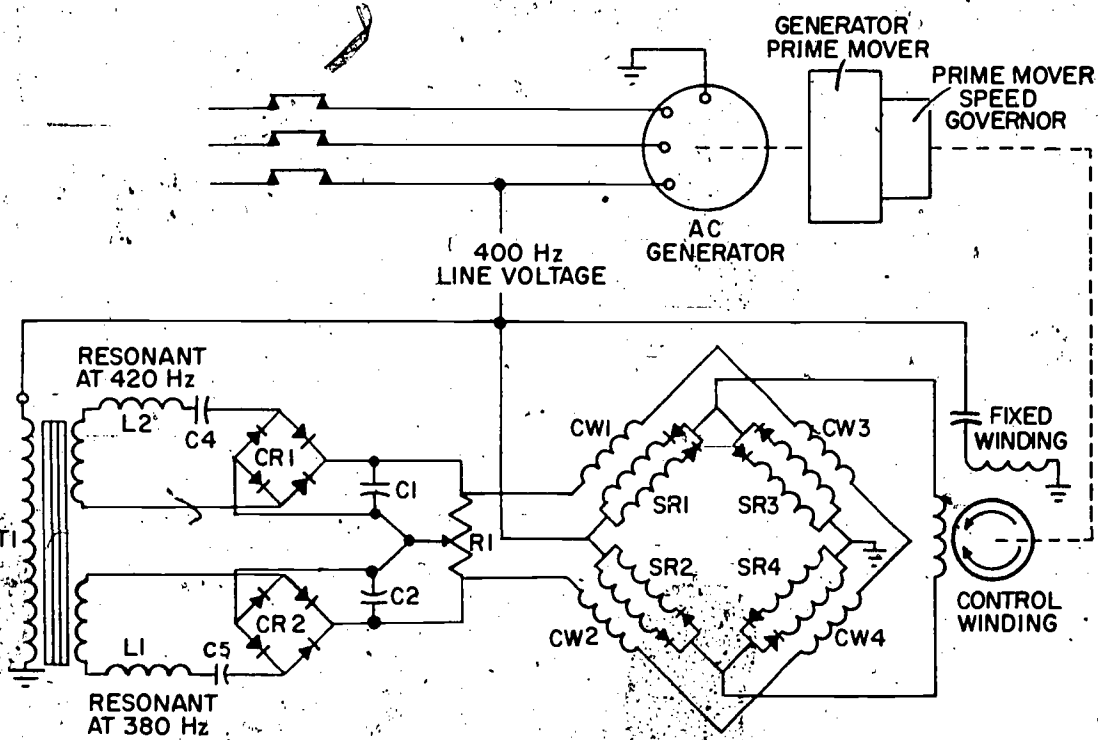 GENERATOR
PRIME MOVER
PRIME MOVER
SPEED
GOVERNOR
AC
GENERATOR
400 Hz
LINE VOLTAGE
RESONANT
AT 420 Hz
L2
C4
CR1
C1
R1
T1
C2
CR2
L1
C5
RESONANT
AT 380 Hz
CW1
CW3
SR1
SR3
SR2
SR4
CW2
CW4
FIXED
WINDING
CONTROL
WINDING